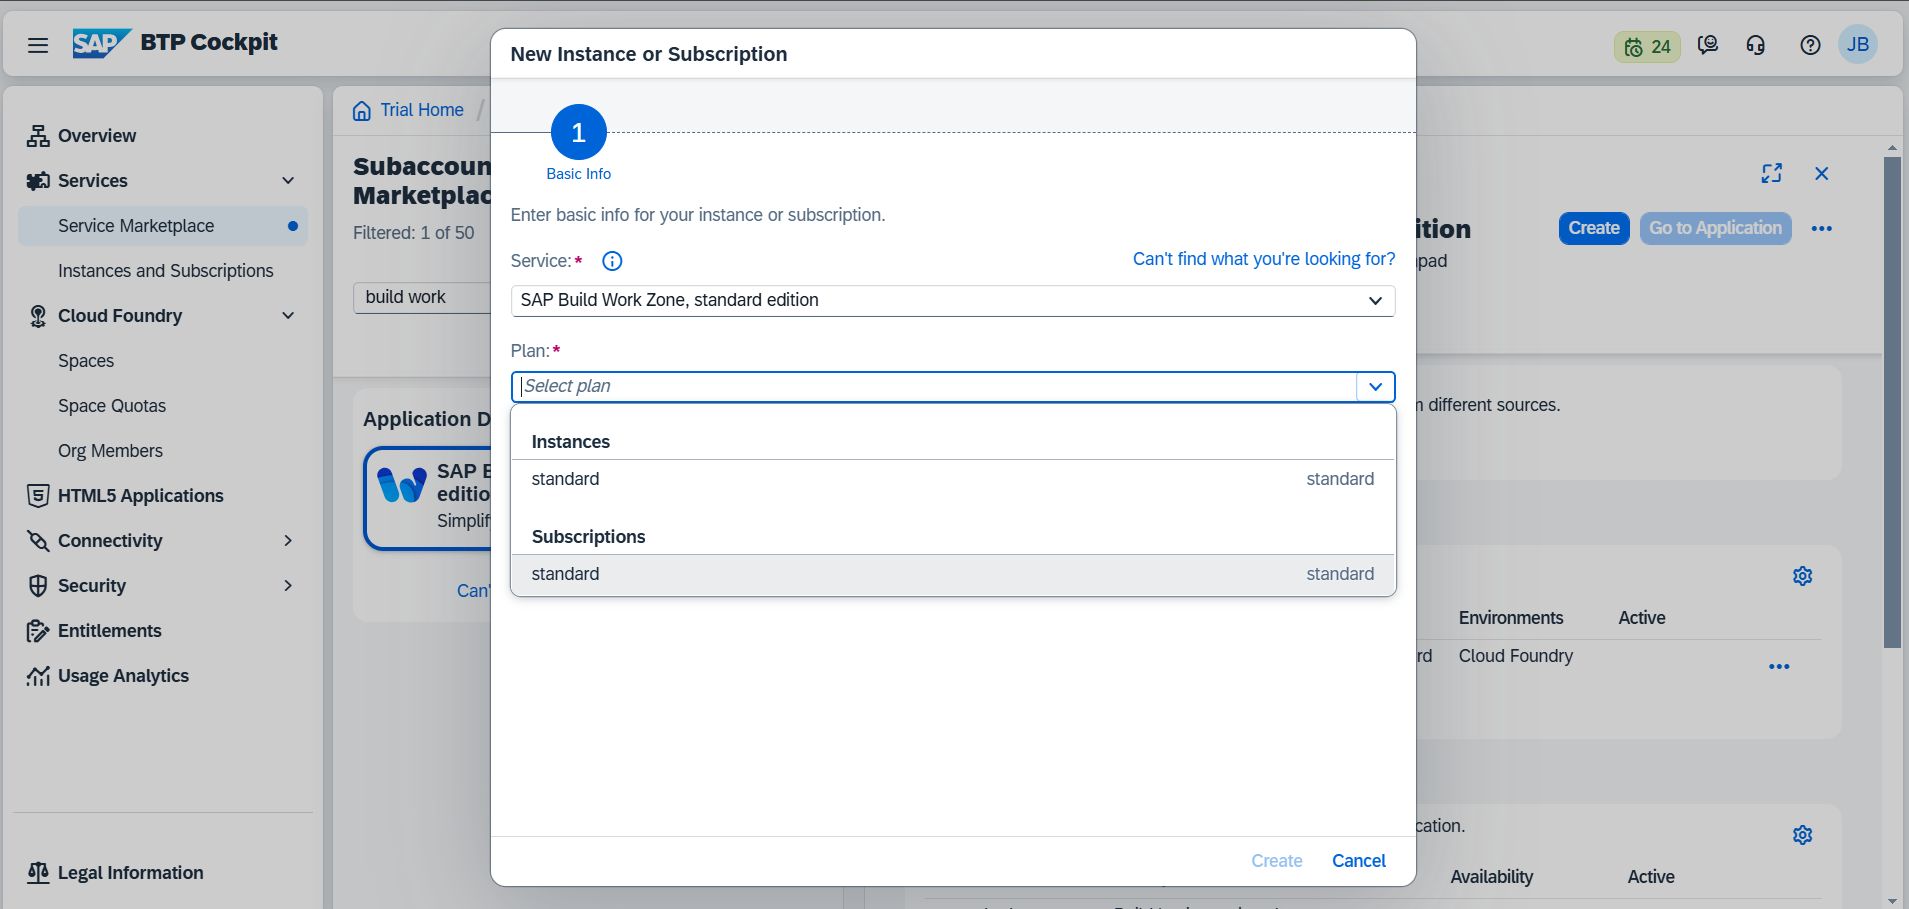 SAP BTP Cockpit
24
JB
Overview
Services
Service Marketplace
Instances and Subscriptions
Cloud Foundry
Spaces
Space Quotas
Org Members
HTML5 Applications
Connectivity
Security
Entitlements
Usage Analytics
Legal Information
Trial Home /
Subaccoun
Marketplac
Filtered: 1 of 50
build work
Application D
SAP B
editio
Simplif
Can'
New Instance or Subscription
1
Basic Info
Enter basic info for your instance or subscription.
Service:*
Can't find what you're looking for?
SAP Build Work Zone, standard edition
Plan:*
Select plan
Instances
standard standard
Subscriptions
standard standard
Create Cancel
ition
Create Go to Application
pad
different sources.
Environments Active
rd Cloud Foundry
cation.
Availability Active